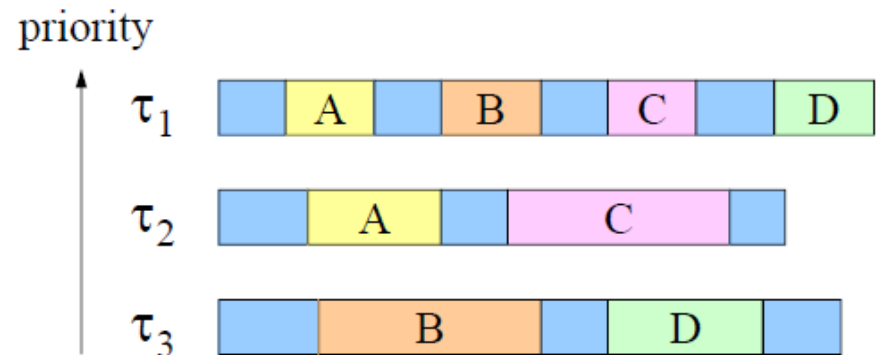 priority
τ1 A B C D
τ2 A C
τ3 B D